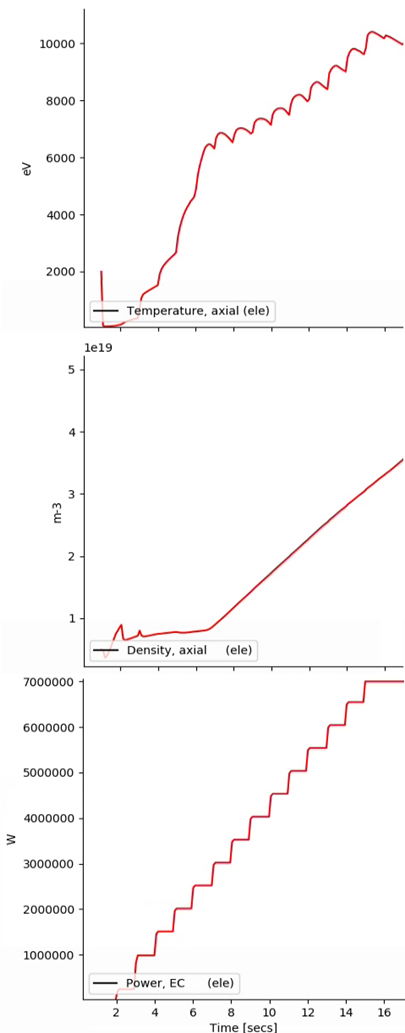 10000
8000
6000
eV
4000
2000
Temperature, axial (ele)
1e19
5
4
3
m-3
2
1
Density, axial (ele)
7000000
6000000
5000000
4000000
W
3000000
2000000
1000000
Power, EC (ele)
2 4 6 8 10 12 14 16
Time [secs]